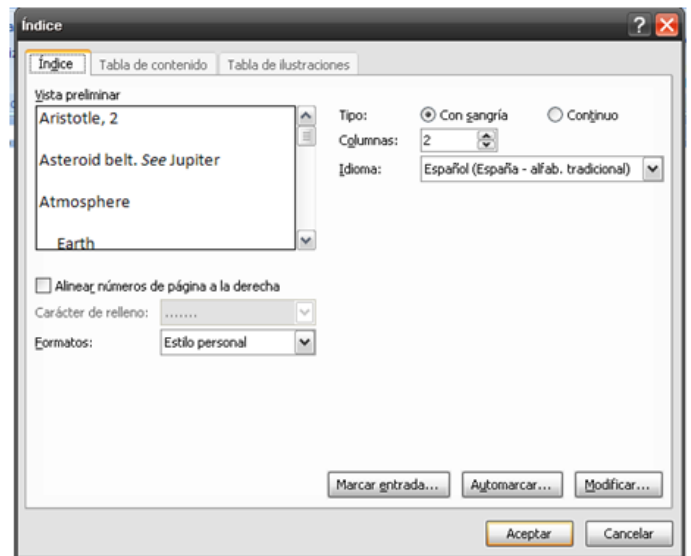 Índice
Índice Tabla de contenido Tabla de ilustraciones
Vista preliminar
Aristotle, 2
Asteroid belt. See Jupiter
Atmosphere
Earth
Tipo: Con sangría Continuo
Columnas: 2
Idioma: Español (España - alfab. tradicional)
Alinear números de página a la derecha
Carácter de relleno: .......
Formatos: Estilo personal
Marcar entrada... Automarcar... Modificar...
Aceptar Cancelar